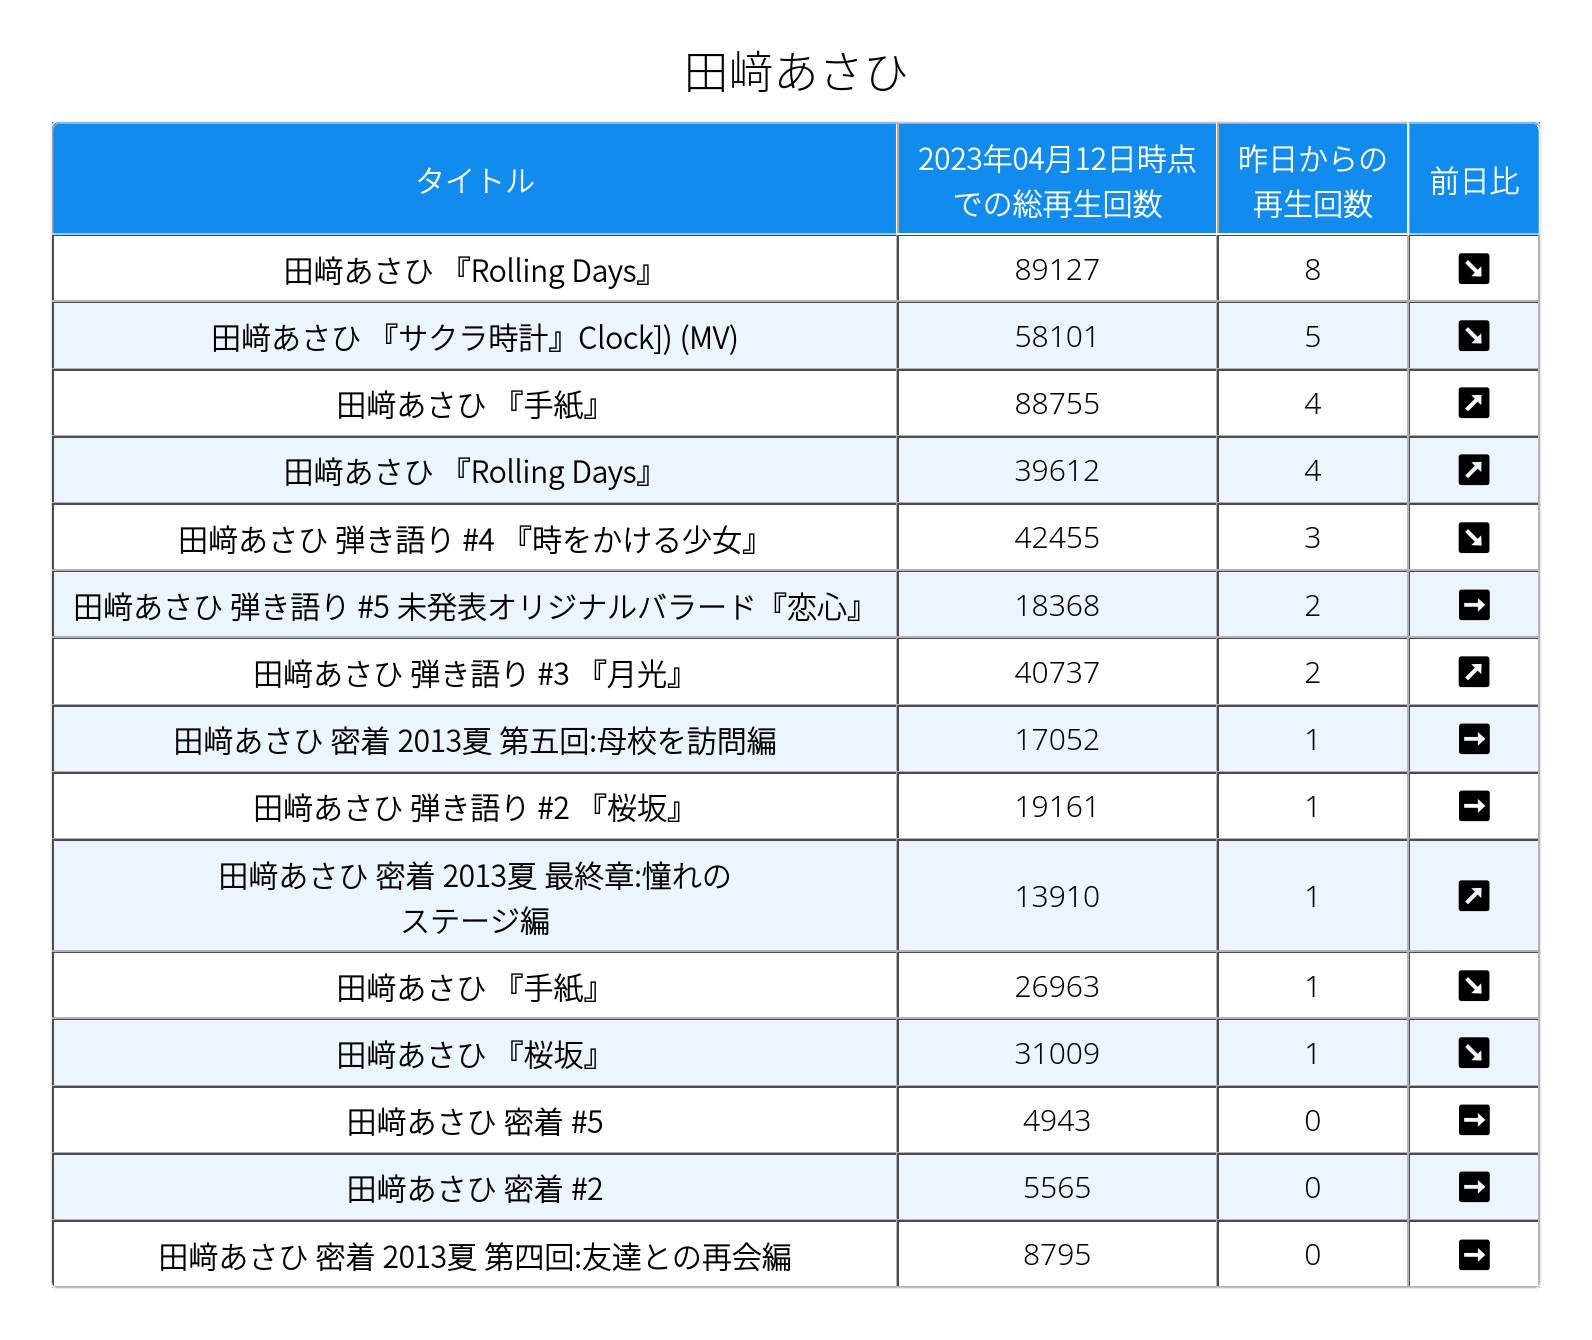 田﨑あさひ
タイトル
2023年04月12日時点
での総再生回数
昨日からの
再生回数
前日比
田﨑あさひ 『Rolling Days』 89127 8 ↘
田﨑あさひ 『サクラ時計』Clock]) (MV) 58101 5 ↘
田﨑あさひ 『手紙』 88755 4 ↗
田﨑あさひ 『Rolling Days』 39612 4 ↗
田﨑あさひ 弾き語り #4 『時をかける少女』 42455 3 ↘
田﨑あさひ 弾き語り #5 未発表オリジナルバラード『恋心』 18368 2 →
田﨑あさひ 弾き語り #3 『月光』 40737 2 ↗
田﨑あさひ 密着 2013夏 第五回:母校を訪問編 17052 1 →
田﨑あさひ 弾き語り #2 『桜坂』 19161 1 →
田﨑あさひ 密着 2013夏 最終章:憧れの
ステージ編 13910 1 ↗
田﨑あさひ 『手紙』 26963 1 ↘
田﨑あさひ 『桜坂』 31009 1 ↘
田﨑あさひ 密着 #5 4943 0 →
田﨑あさひ 密着 #2 5565 0 →
田﨑あさひ 密着 2013夏 第四回:友達との再会編 8795 0 →